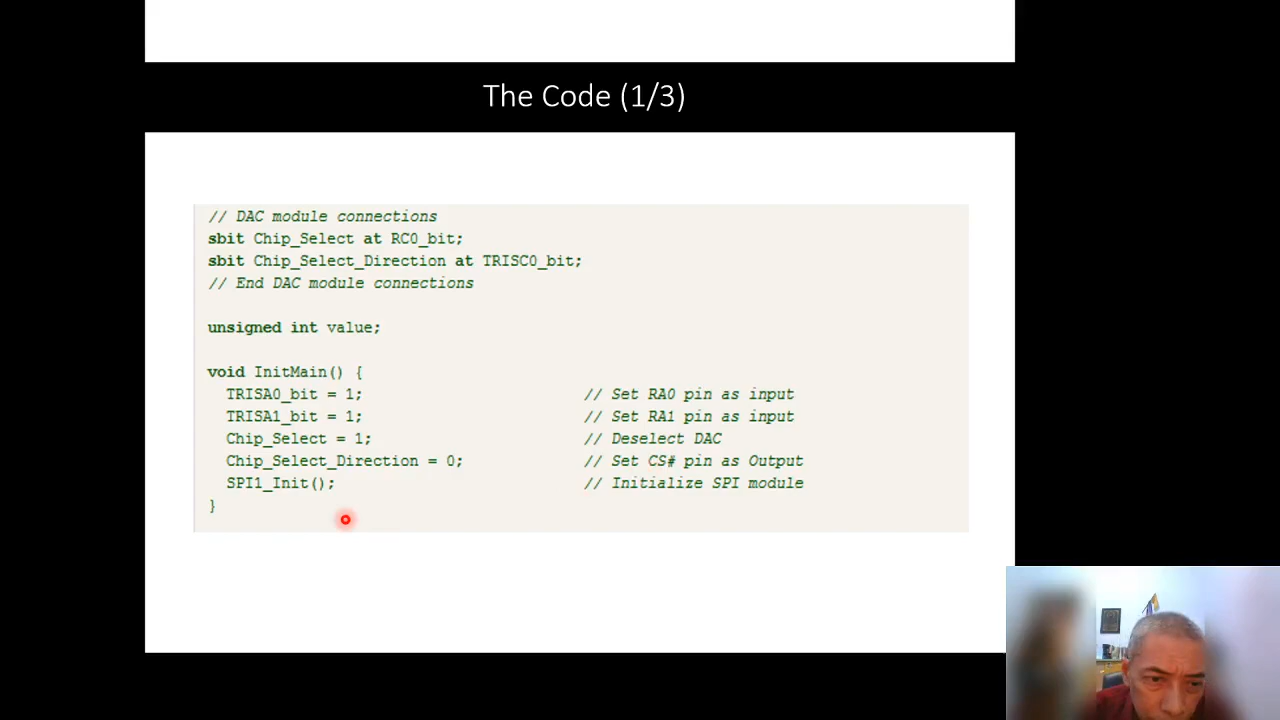 The Code (1/3)
// DAC module connections
sbit Chip_Select at RC0_bit;
sbit Chip_Select_Direction at TRISC0_bit;
// End DAC module connections
unsigned int value;
void InitMain() {
TRISA0_bit = 1; // Set RA0 pin as input
TRISA1_bit = 1; // Set RA1 pin as input
Chip_Select = 1; // Deselect DAC
Chip_Select_Direction = 0; // Set CS# pin as Output
SPI1_Init(); // Initialize SPI module
}